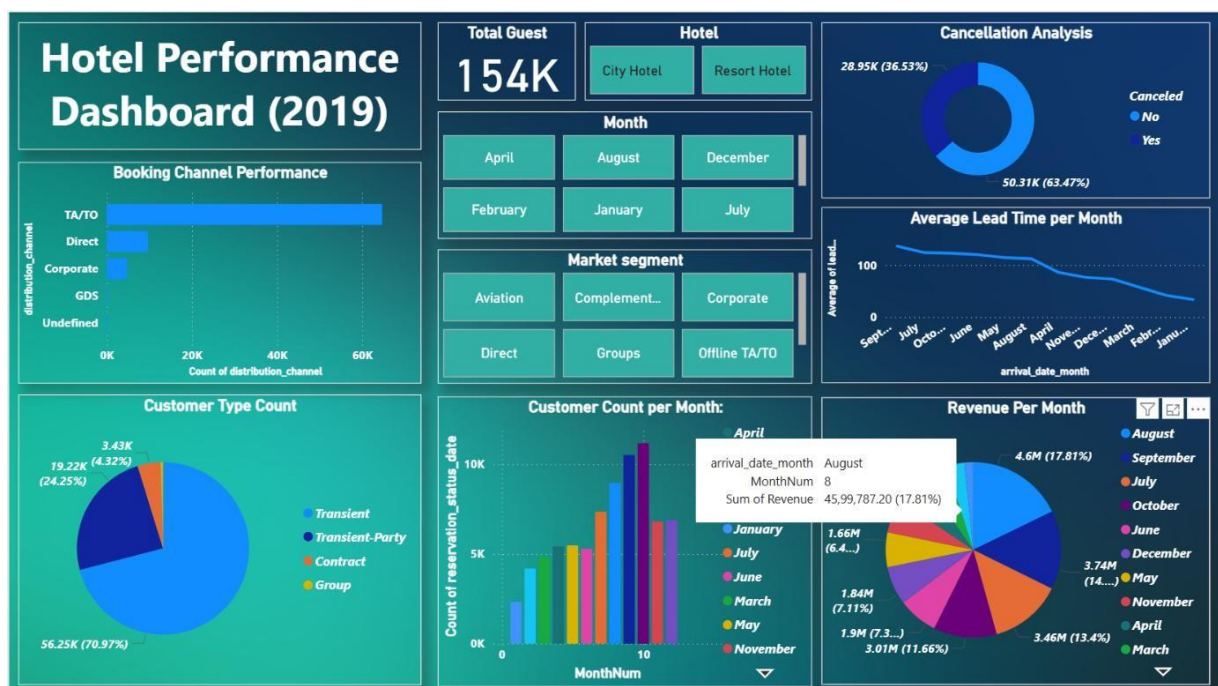 Hotel Performance
Dashboard (2019)
Total Guest
154K
Hotel
City Hotel
Resort Hotel
Cancellation Analysis
28.95K (36.53%)
50.31K (63.47%)
Canceled
No
Yes
Month
April
August
December
February
January
July
Booking Channel Performance
distribution_channel
TA/TO
Direct
Corporate
GDS
Undefined
0K
20K
40K
60K
Count of distribution_channel
Market segment
Aviation
Complement...
Corporate
Direct
Groups
Offline TA/TO
Average Lead Time per Month
Average of lead...
100
0
Sept...
July
Octo...
June
May
August
April
Nove...
Dece...
March
Febr...
Janu...
arrival_date_month
Customer Type Count
3.43K
(4.32%)
19.22K
(24.25%)
56.25K (70.97%)
Transient
Transient-Party
Contract
Group
Customer Count per Month:
Count of reservation_status_date
10K
5K
0K
0
10
MonthNum
April
January
July
June
March
May
November
arrival_date_month August
MonthNum 8
Sum of Revenue 45,99,787.20 (17.81%)
Revenue Per Month
4.6M (17.81%)
3.74M
(14....)
3.46M (13.4%)
3.01M (11.66%)
1.9M (7.3...)
1.84M
(7.11%)
1.66M
(6.4...)
August
September
July
October
June
December
May
November
April
March